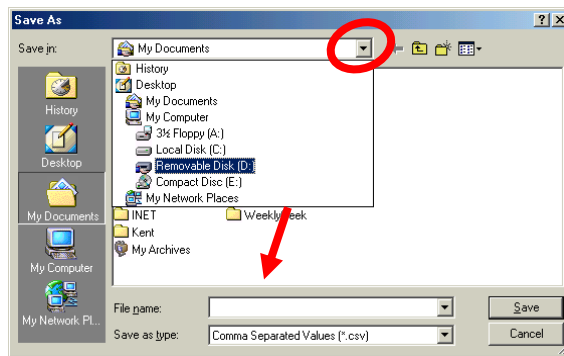 Save As
Save in:
My Documents
History
Desktop
My Documents
My Computer
3½ Floppy (A:)
Local Disk (C:)
Removable Disk (D:
Compact Disc (E:)
My Network Places
History
Desktop
My Documents
My Computer
My Network Pl...
INET
Kent
My Archives
File name:
Save
Save as type:
Comma Separated Values (*.csv)
Cancel